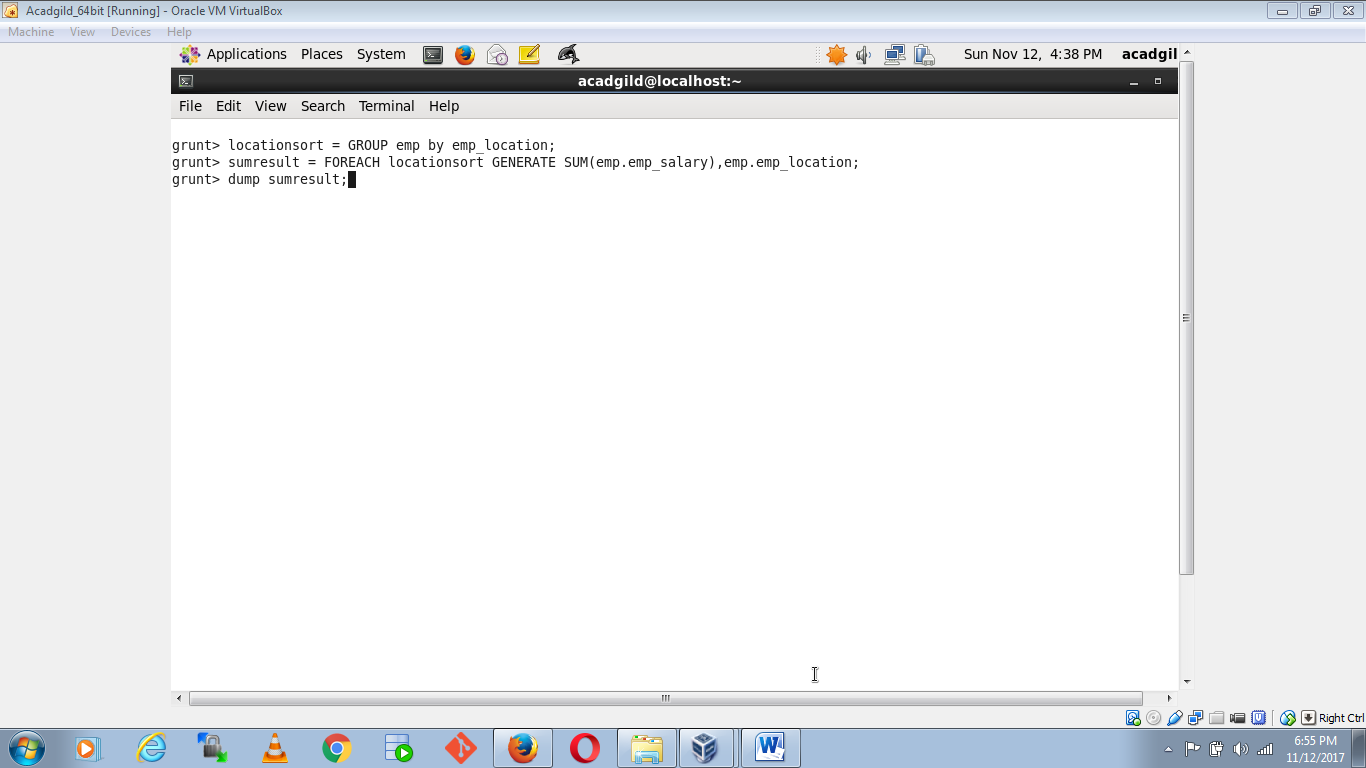 Acadgild_64bit [Running] - Oracle VM VirtualBox
Machine View Devices Help
Applications Places System Sun Nov 12, 4:38 PM acadgil
acadgild@localhost:~
File Edit View Search Terminal Help
grunt> locationsort = GROUP emp by emp_location;
grunt> sumresult = FOREACH locationsort GENERATE SUM(emp.emp_salary),emp.emp_location;
grunt> dump sumresult;
Right Ctrl
6:55 PM
11/12/2017